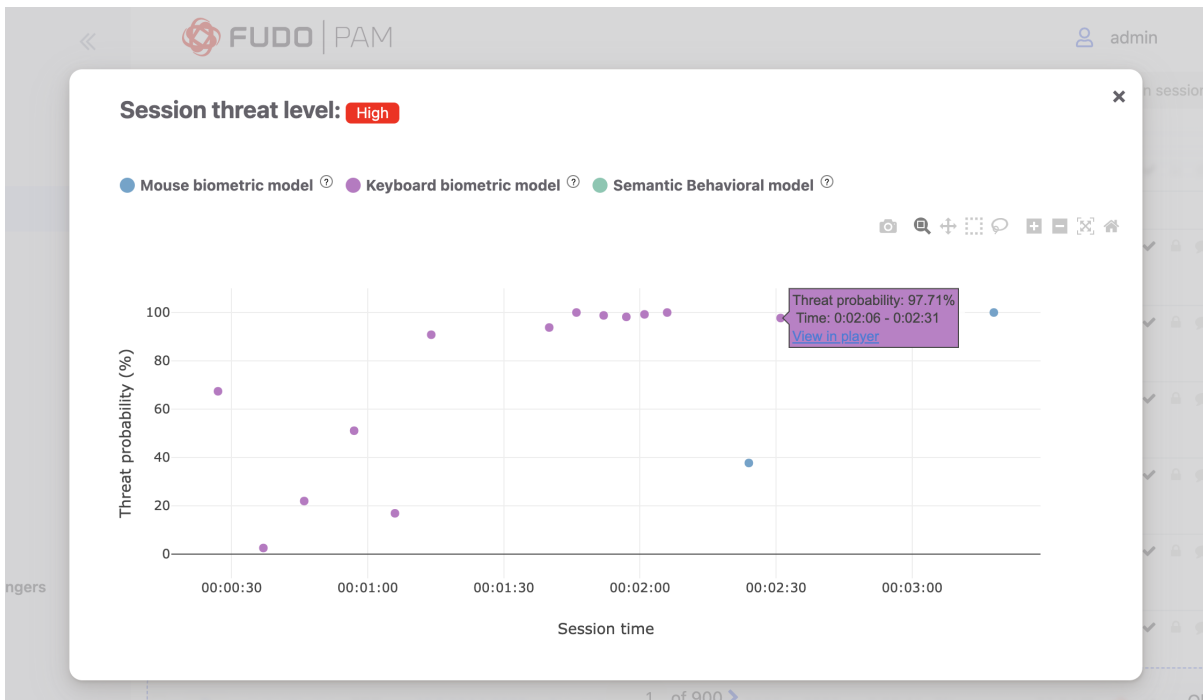 FUDO | PAM
admin
n session
Session threat level: High
Mouse biometric model ? Keyboard biometric model ? Semantic Behavioral model ?
Threat probability: 97.71%
Time: 0:02:06 - 0:02:31
View in player
100
80
60
40
20
0
Threat probability (%)
00:00:30 00:01:00 00:01:30 00:02:00 00:02:30 00:03:00
Session time
ngers
1 of 900